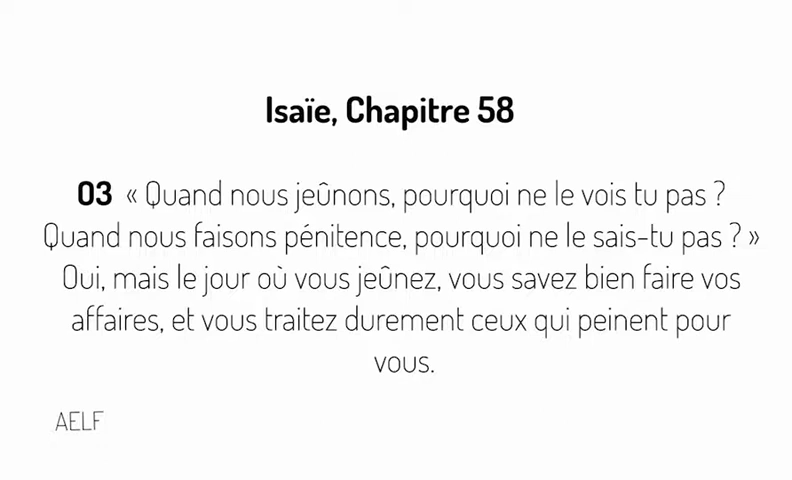 Isaïe, Chapitre 58
03 « Quand nous jeûnons, pourquoi ne le vois tu pas ?
Quand nous faisons pénitence, pourquoi ne le sais-tu pas ? »
Oui, mais le jour où vous jeûnez, vous savez bien faire vos
affaires, et vous traitez durement ceux qui peinent pour
vous.
AELF